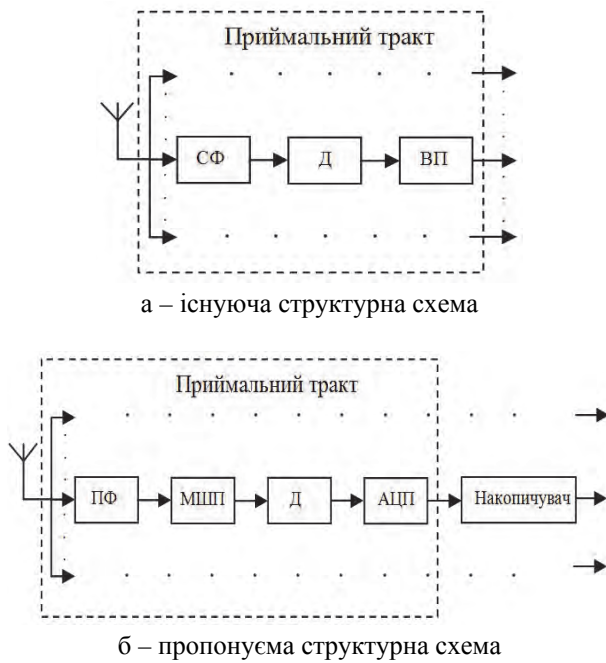 Приймальний тракт
СФ Д ВП
а – існуюча структурна схема
Приймальний тракт
ПФ МШП Д АЦП Накопичувач
б – пропонуєма структурна схема